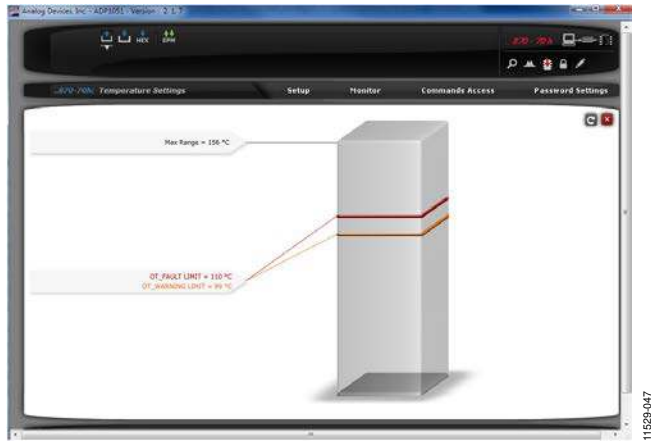 Analog Devices, Inc. - ADP1051 - Version - 2. 1. 7
HEX
EPM
Temperature Settings
Setup
Monitor
Commands Access
Password Settings
Max Range = 156 °C
OT_FAULT LIMIT = 110 °C
OT_WARNING LIMIT = 99 °C
11529-047